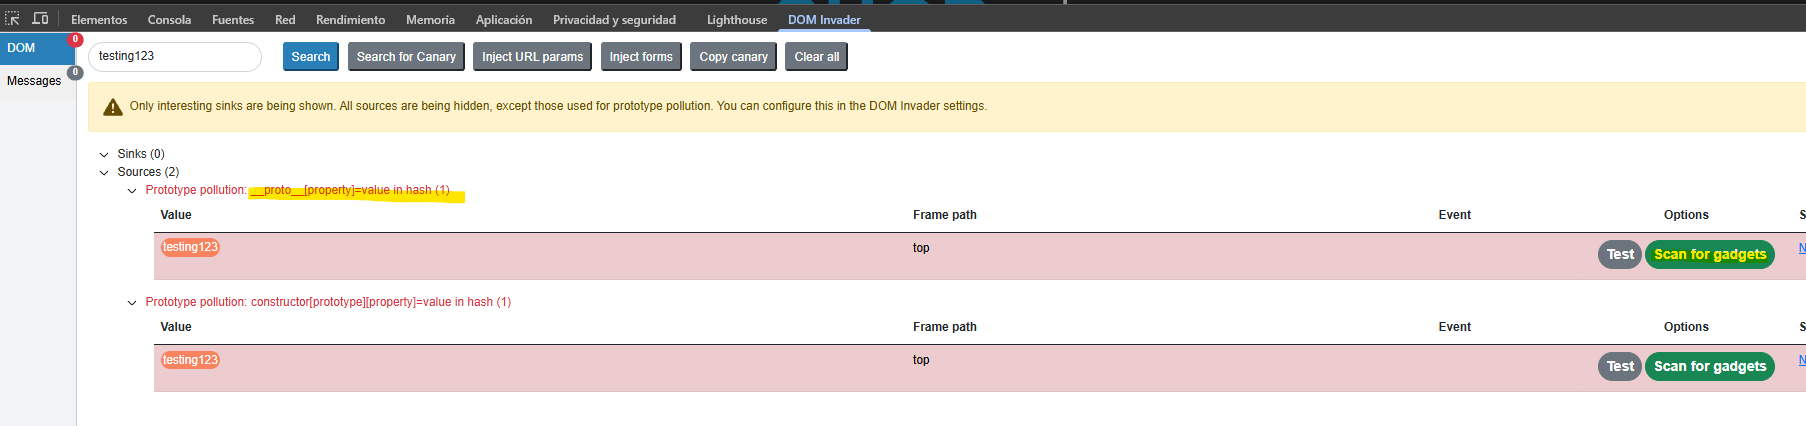 Elementos Consola Fuentes Red Rendimiento Memoria Aplicación Privacidad y seguridad Lighthouse DOM Invader
DOM 0
Messages 0
testing123 Search Search for Canary Inject URL params Inject forms Copy canary Clear all
Only interesting sinks are being shown. All sources are being hidden, except those used for prototype pollution. You can configure this in the DOM Invader settings.
Sinks (0)
Sources (2)
Prototype pollution: __proto__[property]=value in hash (1)
Value Frame path Event Options S
testing123 top Test Scan for gadgets N
Prototype pollution: constructor[prototype][property]=value in hash (1)
Value Frame path Event Options S
testing123 top Test Scan for gadgets N